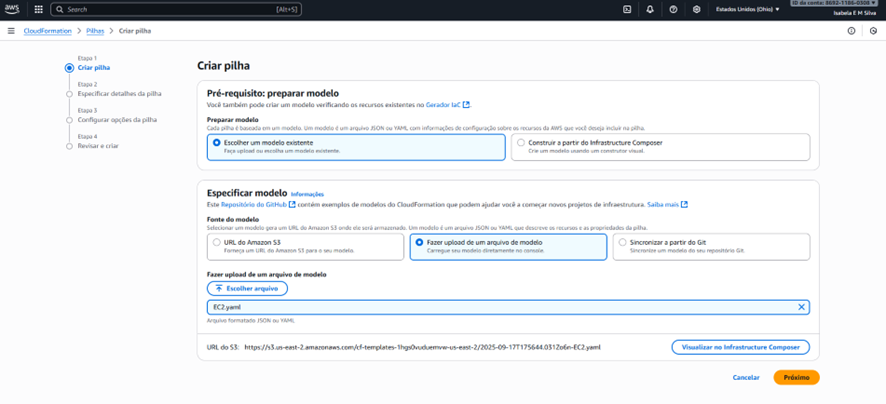 aws
Search
[Alt+S]
Estados Unidos (Ohio)
ID da conta: 8692-1186-0308
Isabela E M Silva
CloudFormation > Pilhas > Criar pilha
Etapa 1
Criar pilha
Etapa 2
Especificar detalhes da pilha
Etapa 3
Configurar opções da pilha
Etapa 4
Revisar e criar
Criar pilha
Pré-requisito: preparar modelo
Você também pode criar um modelo verificando os recursos existentes no Gerador IaC.
Preparar modelo
Cada pilha é baseada em um modelo. Um modelo é um arquivo JSON ou YAML com informações de configuração sobre os recursos da AWS que você deseja incluir na pilha.
Escolher um modelo existente
Faça upload ou escolha um modelo existente.
Construir a partir do Infrastructure Composer
Crie um modelo usando um construtor visual.
Especificar modelo Informações
Este Repositório do GitHub contém exemplos de modelos do CloudFormation que podem ajudar você a começar novos projetos de infraestrutura. Saiba mais
Fonte do modelo
Selecionar um modelo gera um URL do Amazon S3 onde ele será armazenado. Um modelo é um arquivo JSON ou YAML que descreve os recursos e as propriedades da pilha.
URL do Amazon S3
Forneça um URL do Amazon S3 para o seu modelo.
Fazer upload de um arquivo de modelo
Carregue seu modelo diretamente no console.
Sincronizar a partir do Git
Sincronize um modelo do seu repositório Git.
Fazer upload de um arquivo de modelo
Escolher arquivo
EC2.yaml
Arquivo formatado JSON ou YAML
URL do S3: https://s3.us-east-2.amazonaws.com/cf-templates-1hgs0vuduemvw-us-east-2/2025-09-17T175644.031Zo6n-EC2.yaml
Visualizar no Infrastructure Composer
Cancelar
Próximo